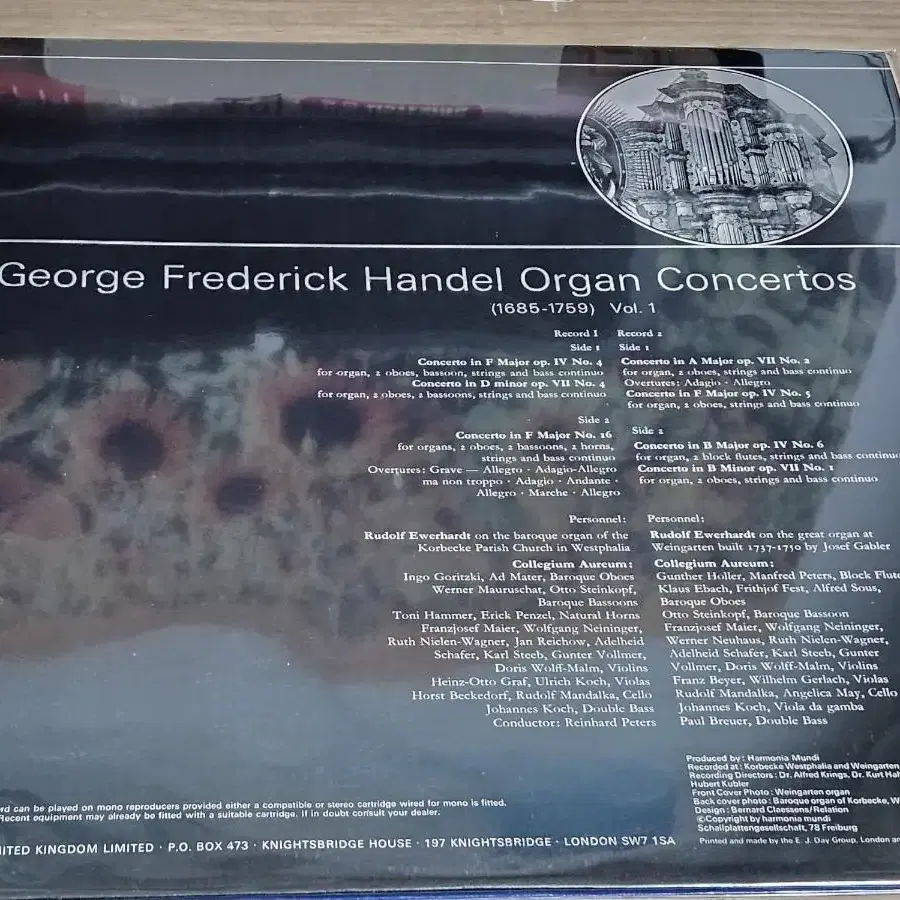 George Frederick Handel Organ Concertos
(1685-1759) Vol. 1
Record I
Side 1
Concerto in F Major op. IV No. 4
for organ, 2 oboes, bassoon, strings and bass continuo
Concerto in D minor op. VII No. 4
for organ, 2 oboes, 2 bassoons, strings and bass continuo
Side 2
Concerto in F Major No. 16
for organs, 2 oboes, 2 bassoons, 2 horns,
strings and bass continuo
Overtures: Grave — Allegro · Adagio-Allegro
ma non troppo · Adagio · Andante ·
Allegro · Marche · Allegro
Personnel:
Rudolf Ewerhardt on the baroque organ of the
Korbecke Parish Church in Westphalia
Collegium Aureum:
Ingo Goritzki, Ad Mater, Baroque Oboes
Werner Mauruschat, Otto Steinkopf,
Baroque Bassoons
Toni Hammer, Erick Penzel, Natural Horns
Franzjosef Maier, Wolfgang Neininger,
Ruth Nielen-Wagner, Jan Reichow, Adelheid
Schafer, Karl Steeb, Gunter Vollmer,
Doris Wolff-Malm, Violins
Heinz-Otto Graf, Ulrich Koch, Violas
Horst Beckedorf, Rudolf Mandalka, Cello
Johannes Koch, Double Bass
Conductor: Reinhard Peters
Record 2
Side 1
Concerto in A Major op. VII No. 2
for organ, 2 oboes, strings and bass continuo
Overtures: Adagio · Allegro
Concerto in F Major op. IV No. 5
for organ, 2 oboes, strings and bass continuo
Side 2
Concerto in B Major op. IV No. 6
for organ, 2 block flutes, strings and bass continuo
Concerto in B Minor op. VII No. 1
for organ, 2 oboes, strings and bass continuo
Personnel:
Rudolf Ewerhardt on the great organ at
Weingarten built 1737-1750 by Josef Gabler
Collegium Aureum:
Gunther Holler, Manfred Peters, Block Flute
Klaus Ebach, Frithjof Fest, Alfred Sous,
Baroque Oboes
Otto Steinkopf, Baroque Bassoon
Franzjosef Maier, Wolfgang Neininger,
Werner Neuhaus, Ruth Nielen-Wagner,
Adelheid Schafer, Karl Steeb, Gunter
Vollmer, Doris Wolff-Malm, Violins
Franz Beyer, Wilhelm Gerlach, Violas
Rudolf Mandalka, Angelica May, Cello
Johannes Koch, Viola da gamba
Paul Breuer, Double Bass
Produced by: Harmonia Mundi
Recorded at: Korbecke Westphalia and Weingarten
Recording Directors: Dr. Alfred Krings, Dr. Kurt
Hubert Kubler
Front Cover Photo: Weingarten organ
Back cover photo: Baroque organ of Korbecke, W
Design: Bernard Claessens/Relation
©Copyright by harmonia mundi
Schallplattengesellschaft, 78 Freiburg
Printed and made by the E. J. Day Group, London
rd can be played on mono reproducers provided either a compatible or stereo cartridge wired for mono is fitted.
Recent equipment may already be fitted with a suitable cartridge. If in doubt consult your dealer.
ITED KINGDOM LIMITED · P.O. BOX 473 · KNIGHTSBRIDGE HOUSE · 197 KNIGHTSBRIDGE · LONDON SW7 1SA